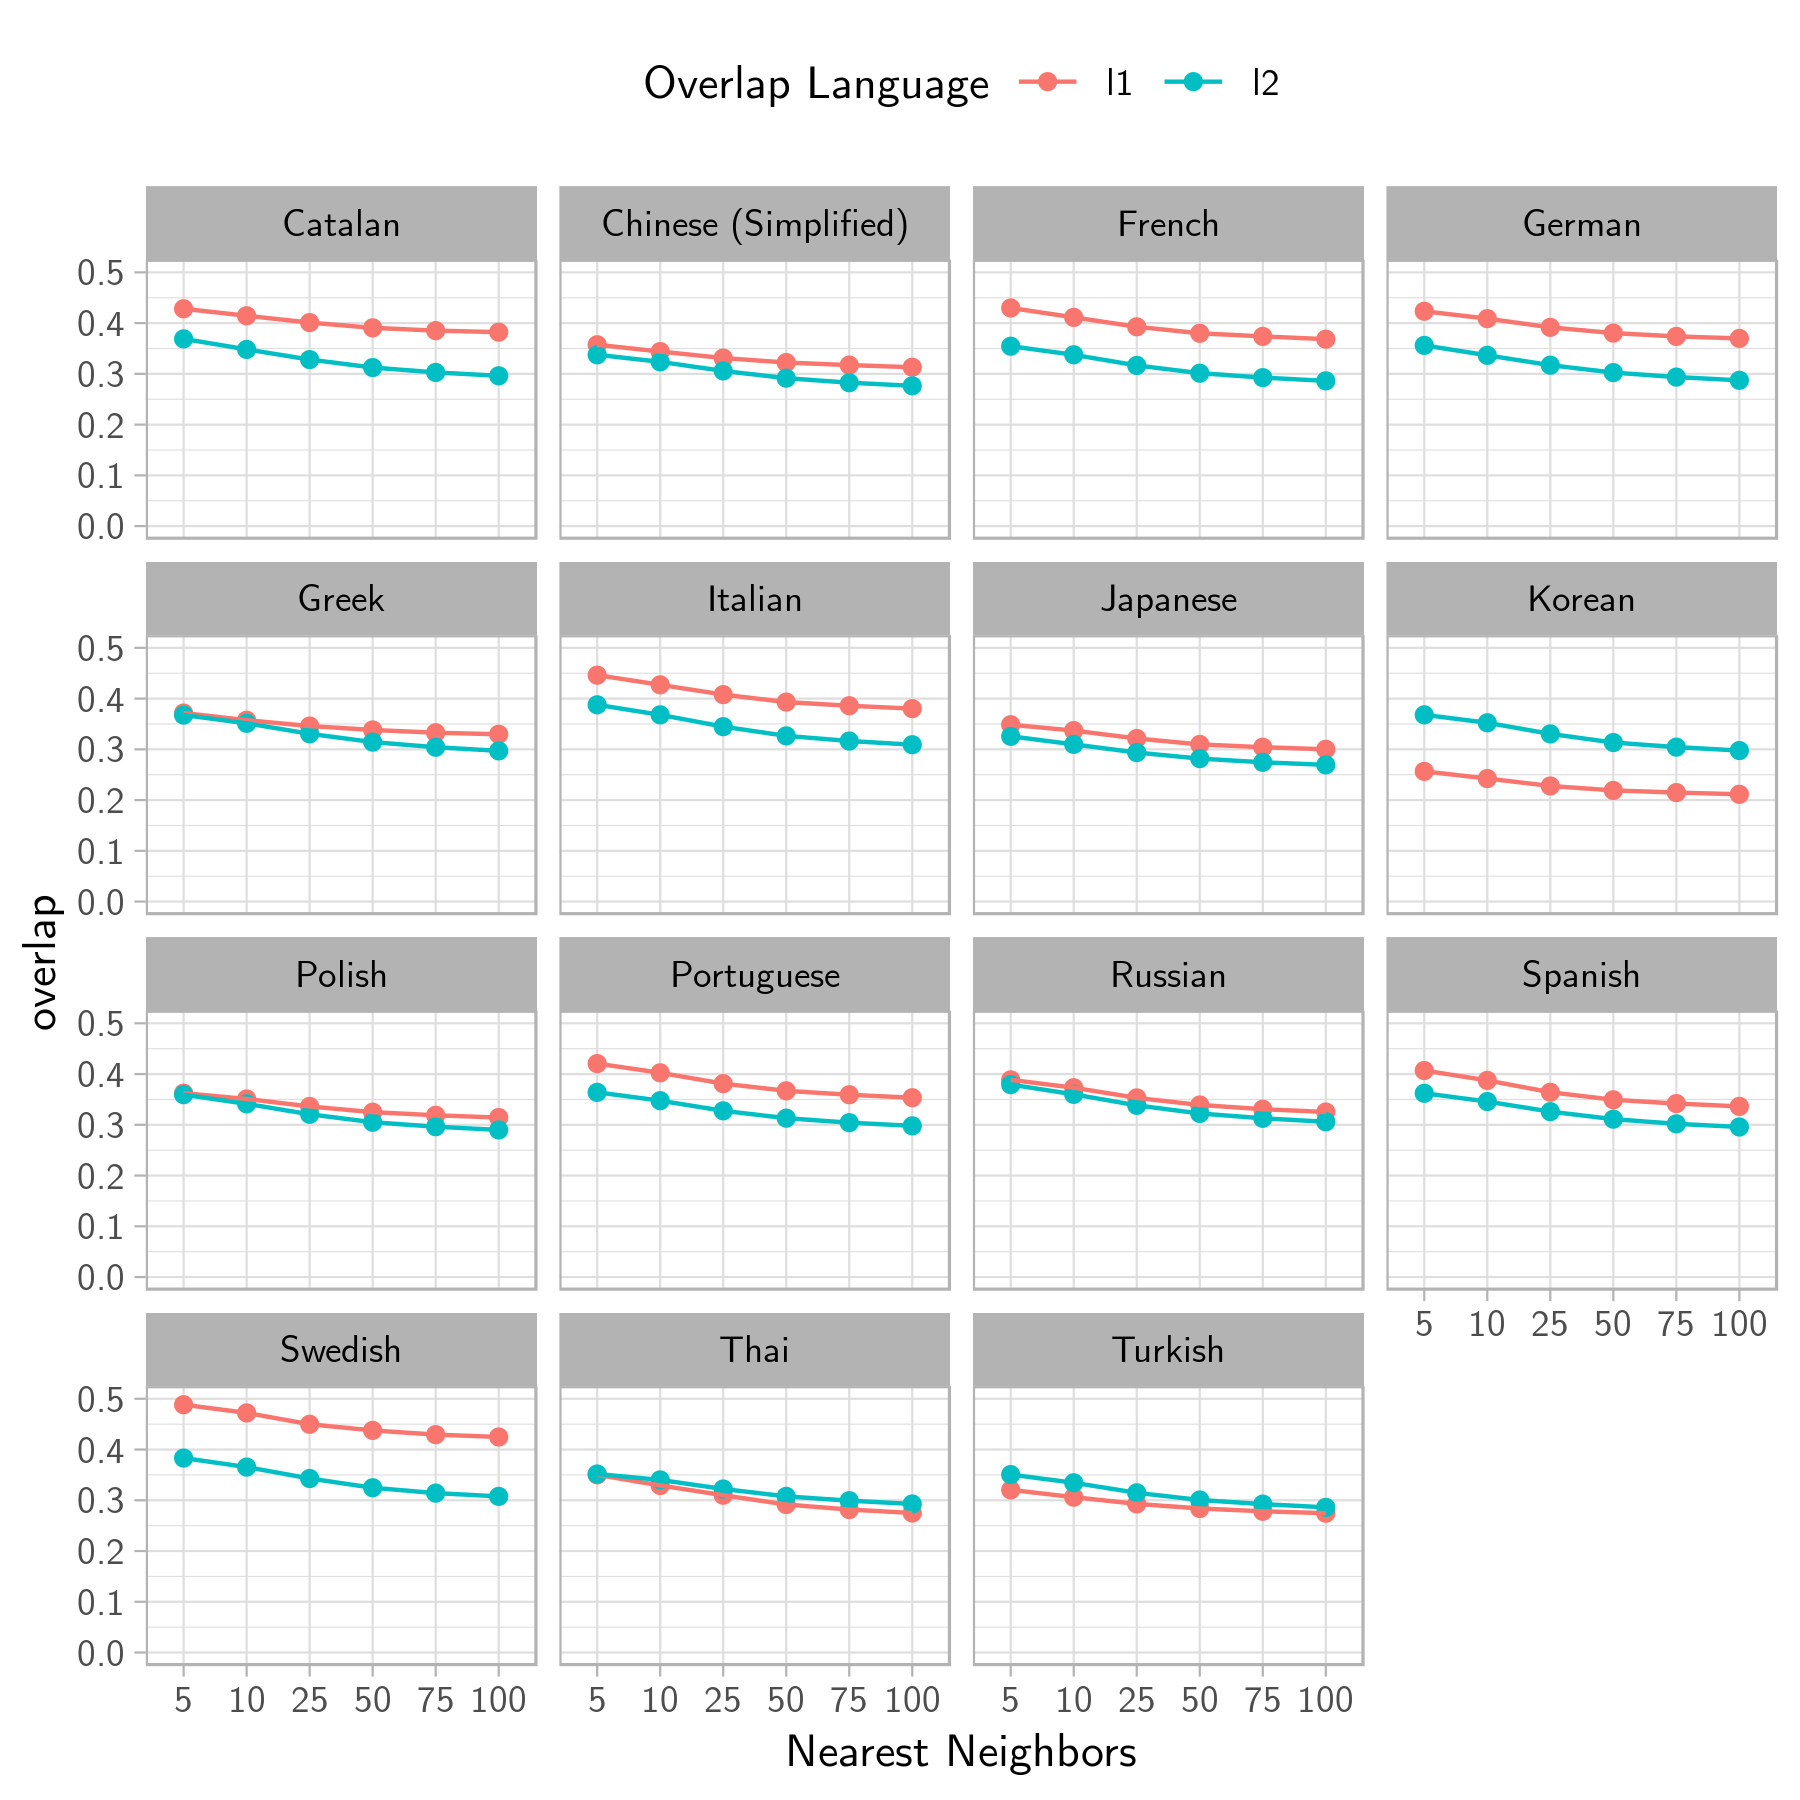 Overlap Language l1 l2
Catalan Chinese (Simplified) French German
0.5
0.4
0.3
0.2
0.1
0.0
Greek Italian Japanese Korean
0.5
0.4
0.3
0.2
0.1
0.0
overlap
Polish Portuguese Russian Spanish
0.5
0.4
0.3
0.2
0.1
0.0
5 10 25 50 75 100
Swedish Thai Turkish
0.5
0.4
0.3
0.2
0.1
0.0
5 10 25 50 75 100 5 10 25 50 75 100 5 10 25 50 75 100
Nearest Neighbors